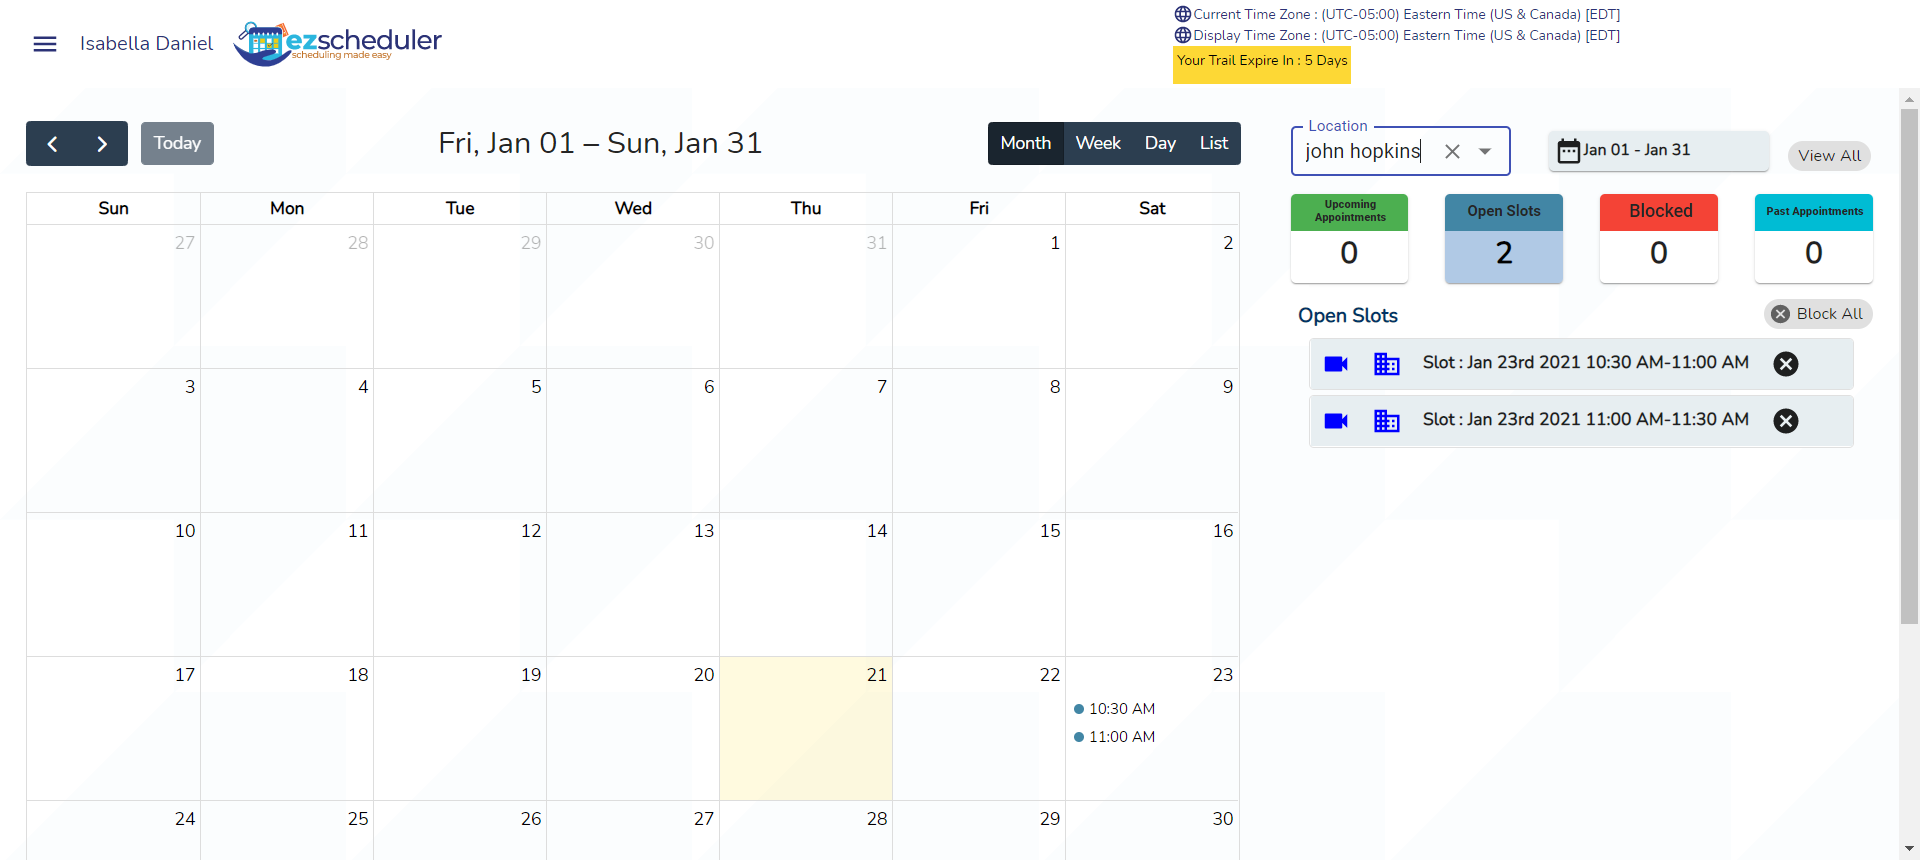 Isabella Daniel
ezscheduler
scheduling made easy
Current Time Zone : (UTC-05:00) Eastern Time (US & Canada) [EDT]
Display Time Zone : (UTC-05:00) Eastern Time (US & Canada) [EDT]
Your Trail Expire In : 5 Days
Today
Fri, Jan 01 – Sun, Jan 31
Month Week Day List
Location
john hopkins
Jan 01 - Jan 31
View All
Upcoming
Appointments
0
Open Slots
2
Blocked
0
Past Appointments
0
Open Slots
Block All
Slot : Jan 23rd 2021 10:30 AM-11:00 AM
Slot : Jan 23rd 2021 11:00 AM-11:30 AM
Sun Mon Tue Wed Thu Fri Sat
27 28 29 30 31 1 2
3 4 5 6 7 8 9
10 11 12 13 14 15 16
17 18 19 20 21 22 23
10:30 AM
11:00 AM
24 25 26 27 28 29 30